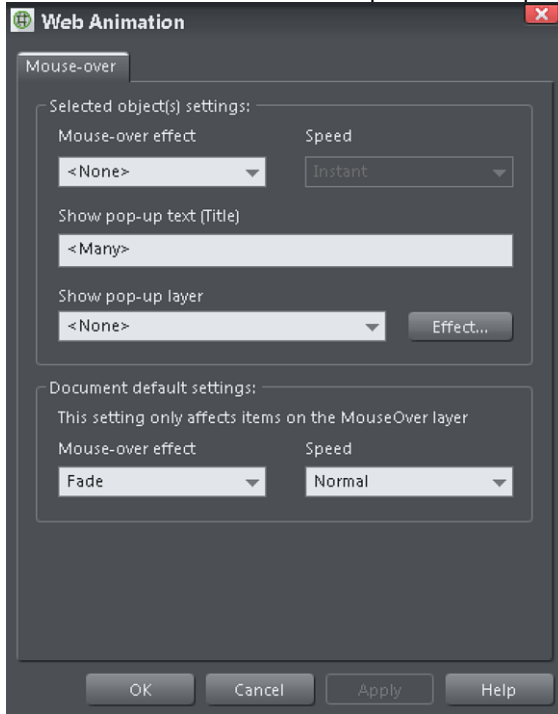 Web Animation
Mouse-over
Selected object(s) settings:
Mouse-over effect Speed
<None> Instant
Show pop-up text (Title)
<Many>
Show pop-up layer
<None> Effect...
Document default settings:
This setting only affects items on the MouseOver layer
Mouse-over effect Speed
Fade Normal
OK Cancel Apply Help